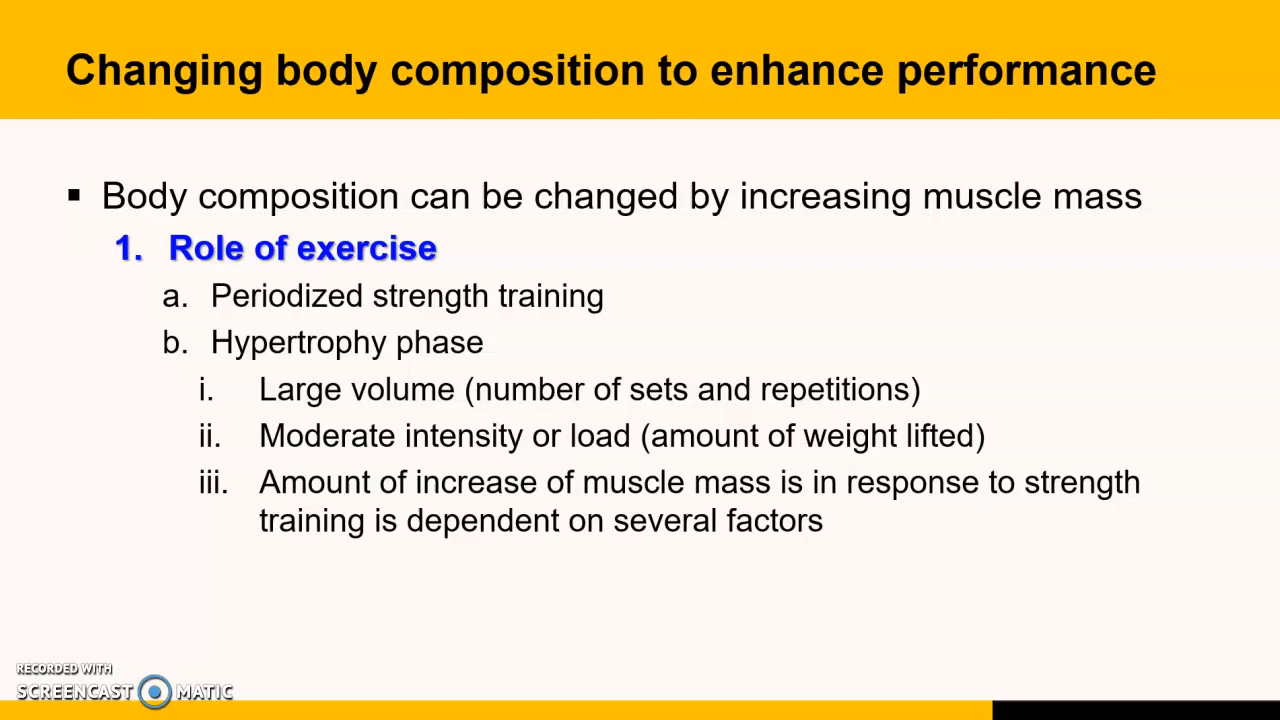 Changing body composition to enhance performance
▪ Body composition can be changed by increasing muscle mass
1. Role of exercise
a. Periodized strength training
b. Hypertrophy phase
i. Large volume (number of sets and repetitions)
ii. Moderate intensity or load (amount of weight lifted)
iii. Amount of increase of muscle mass is in response to strength
training is dependent on several factors
RECORDED WITH
SCREENCAST MATIC